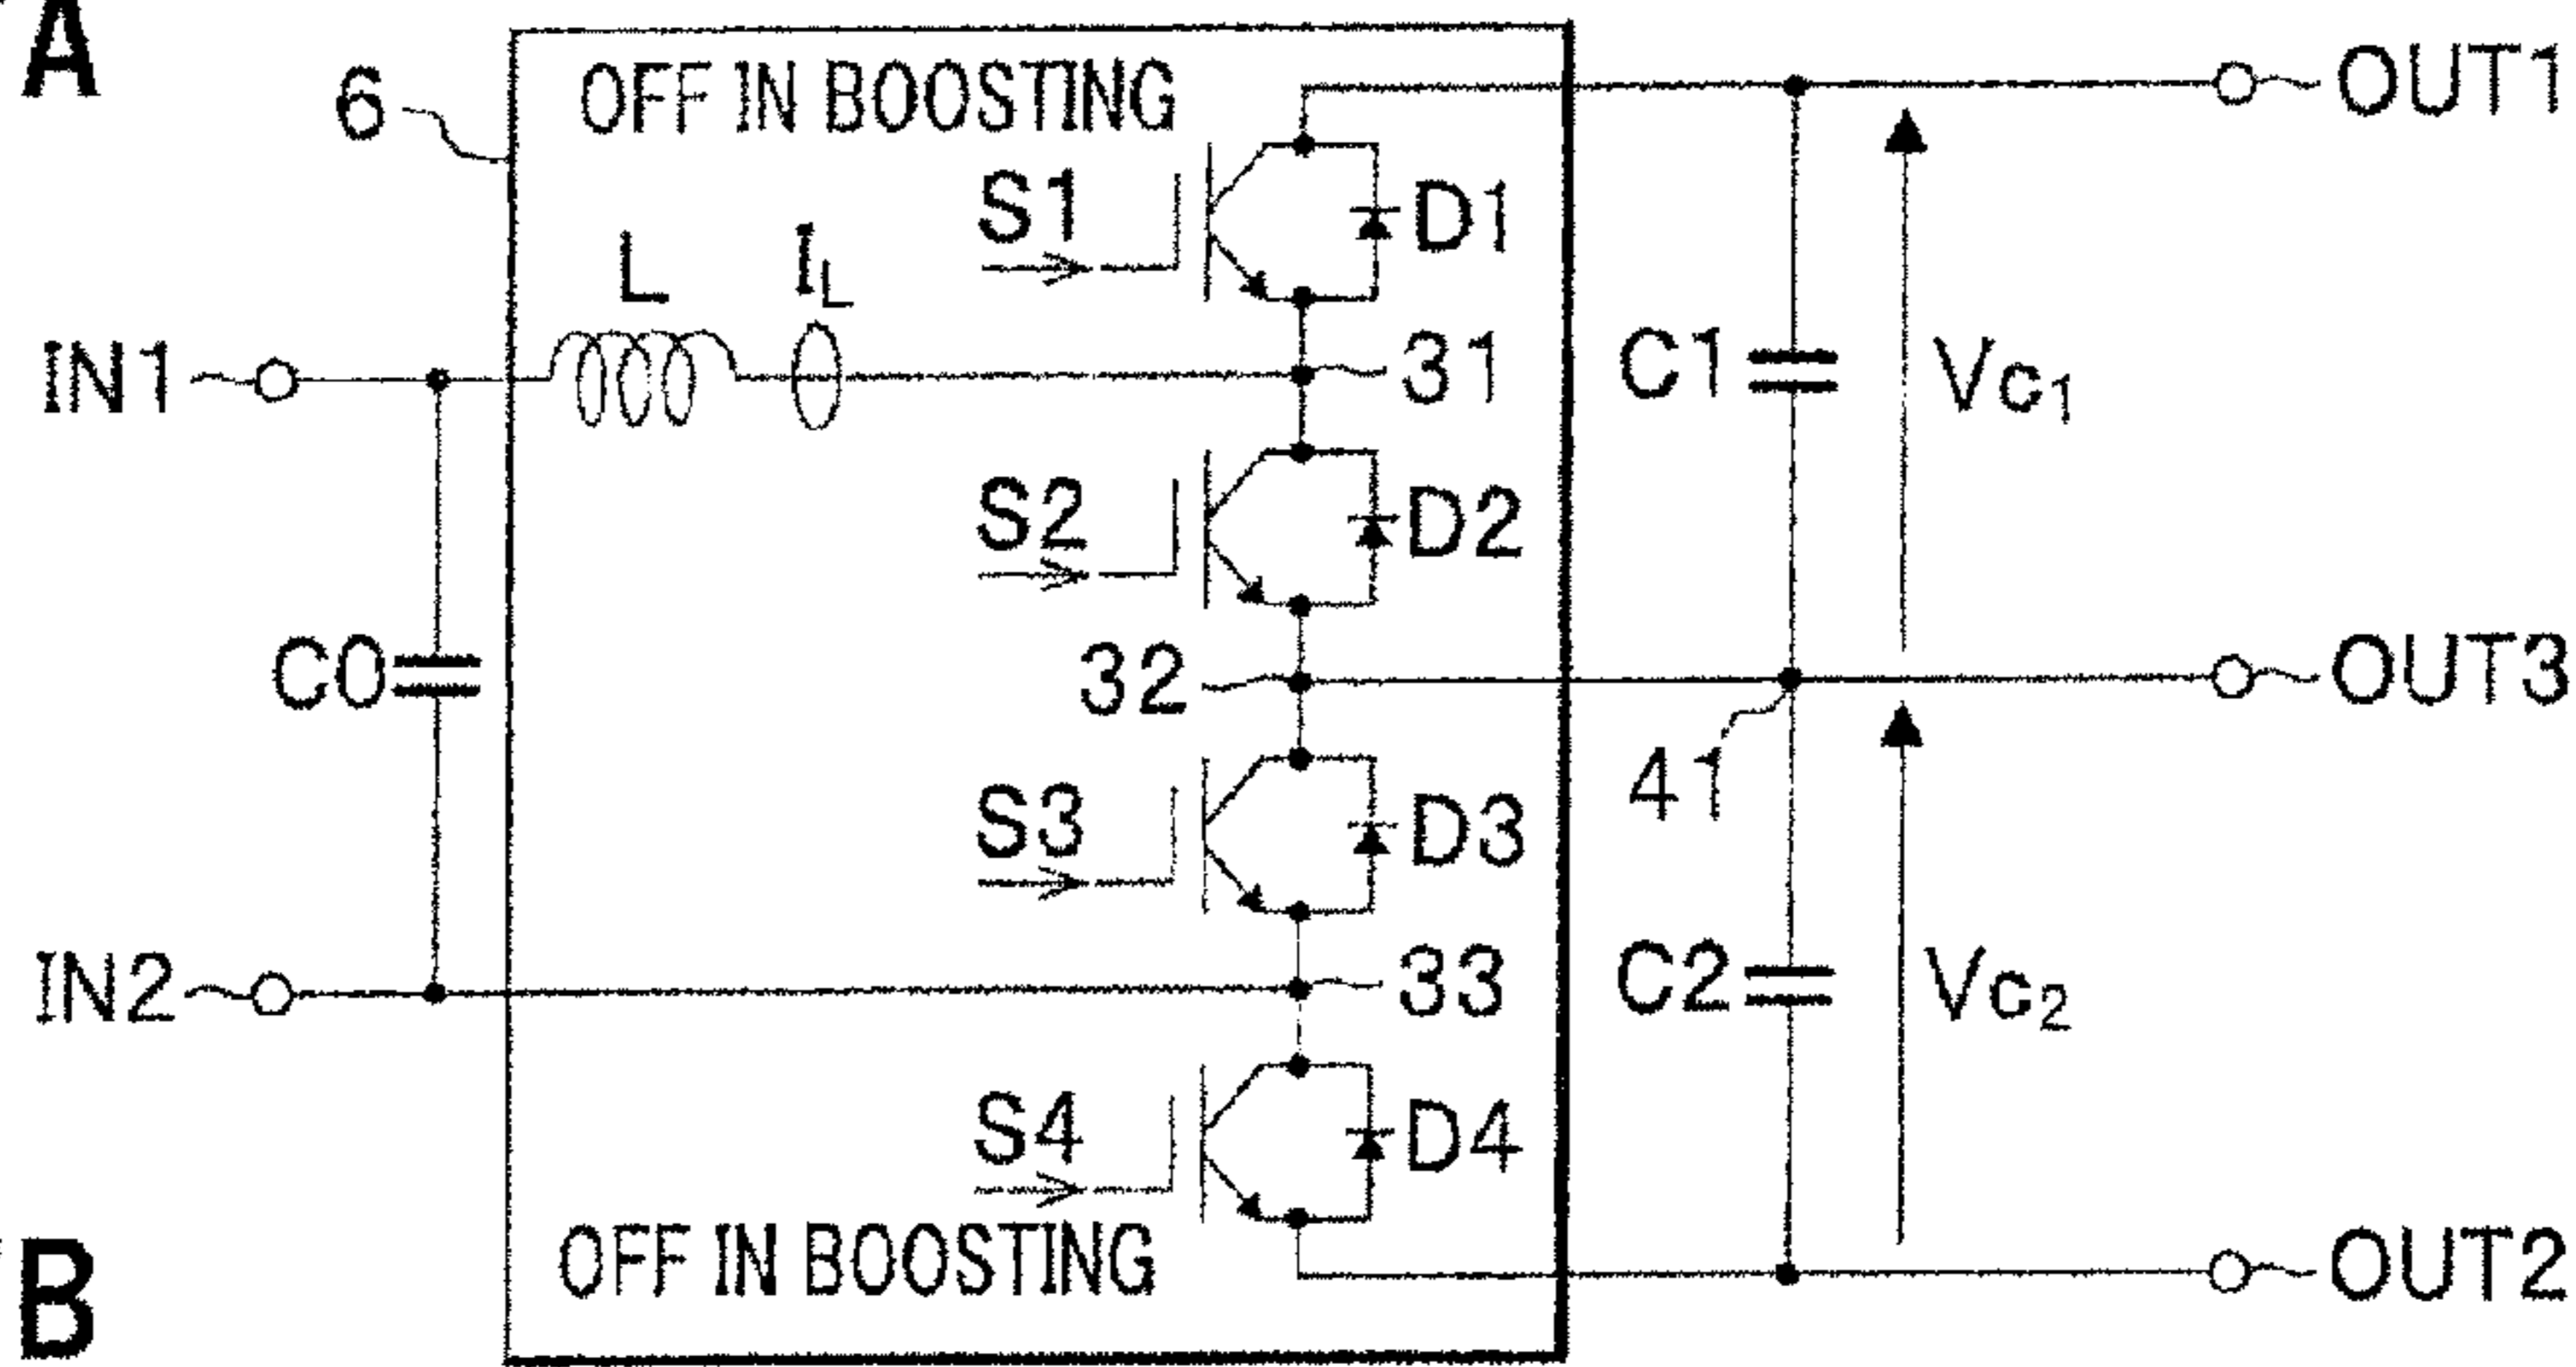 A
6
OFF IN BOOSTING
OUT1
S1
D1
L
IL
IN1
31
C1
Vc1
S2
D2
C0
32
OUT3
41
S3
D3
IN2
33
C2
Vc2
S4
D4
OFF IN BOOSTING
OUT2
B